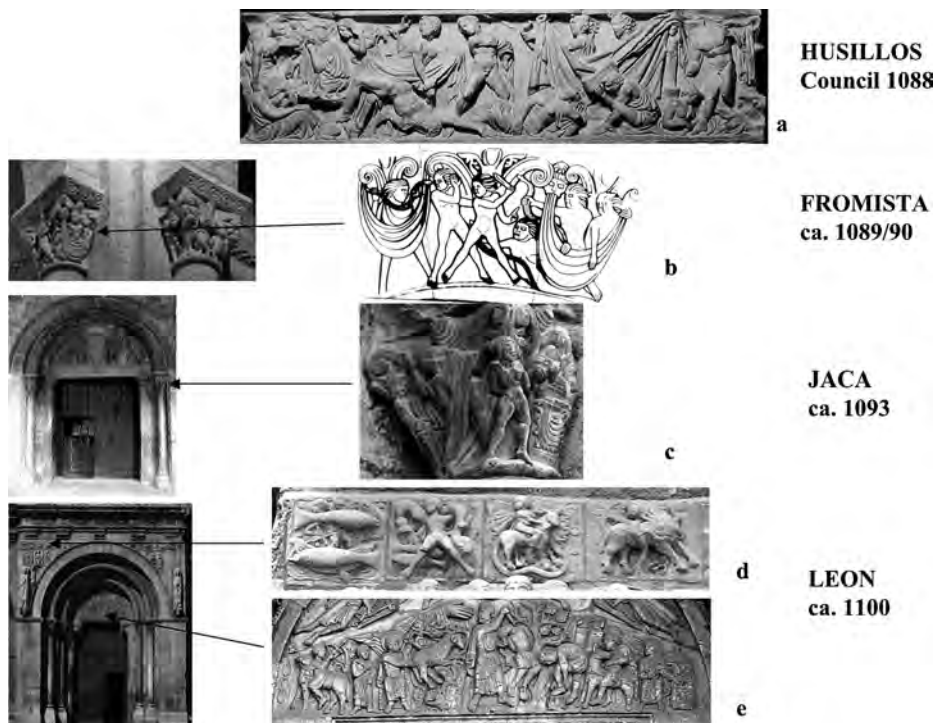 HUSILLOS
Council 1088
a
FROMISTA
ca. 1089/90
b
JACA
ca. 1093
c
d
LEON
ca. 1100
e